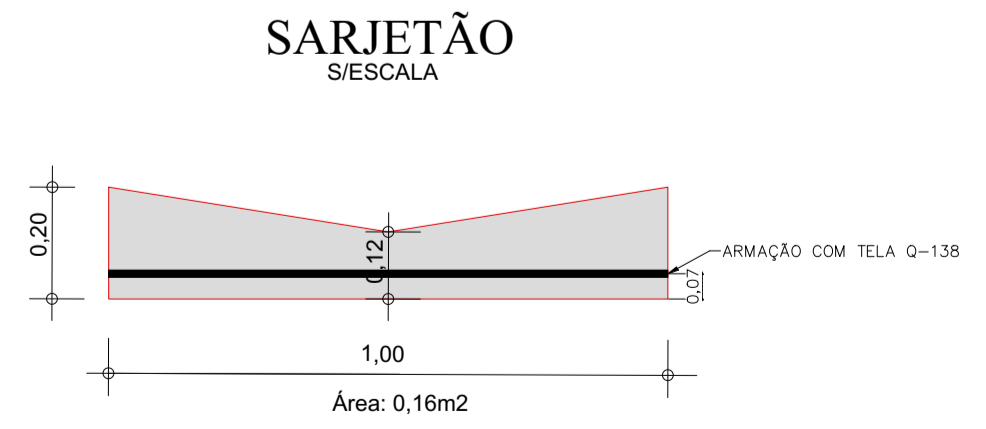 SARJETÃO
S/ESCALA
0,20
0,12
ARMAÇÃO COM TELA Q-138
0,07
1,00
Área: 0,16m2